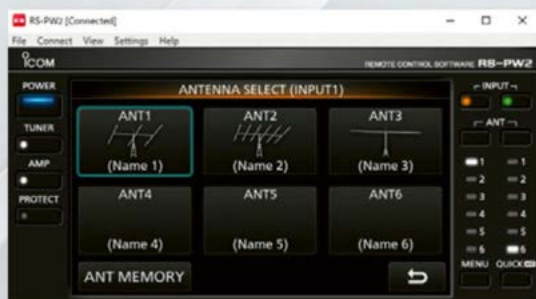 RS-PW2 [Connected]
File Connect View Settings Help
ICOM
REMOTE CONTROL SOFTWARE RS-PW2
POWER
TUNER
AMP
PROTECT
ANTENNA SELECT (INPUT1)
ANT1
(Name 1)
ANT2
(Name 2)
ANT3
(Name 3)
ANT4
(Name 4)
ANT5
(Name 5)
ANT6
(Name 6)
ANT MEMORY
INPUT
ANT
1 1
2 2
3 3
4 4
5 5
6 6
MENU QUICK